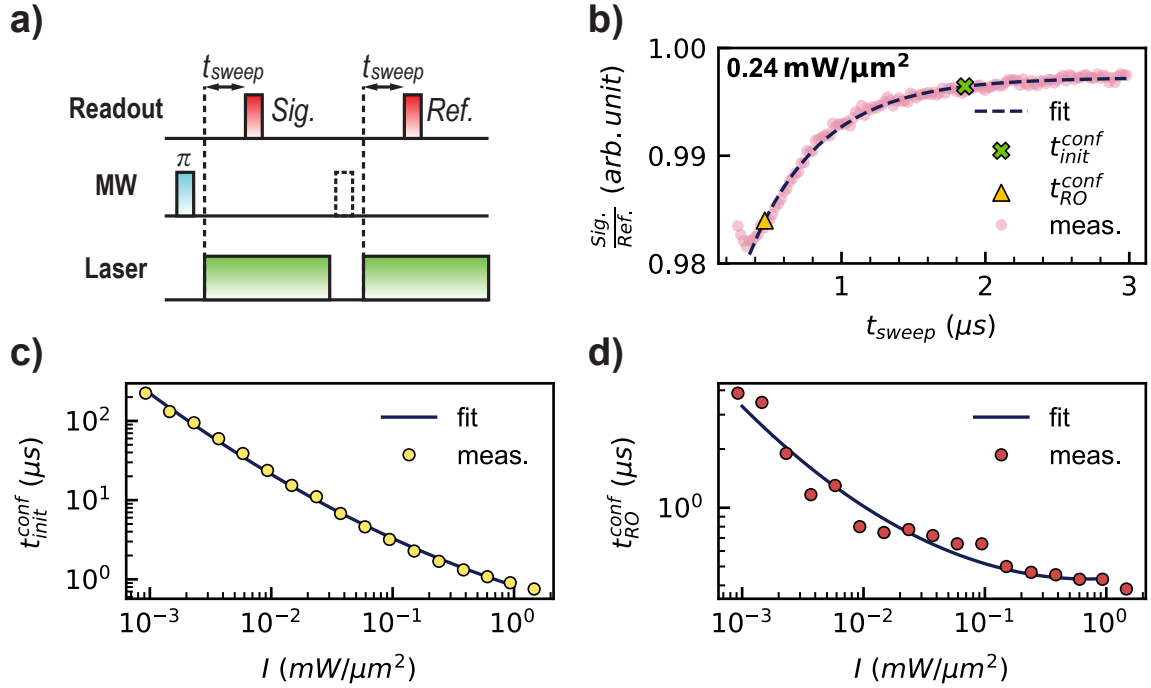 a)
t_sweep t_sweep
Readout Sig. Ref.
π
MW
Laser
b)
0.24 mW/μm²
1.00
0.99
0.98
Sig./Ref. (arb. unit)
fit
t_init^conf
t_RO^conf
meas.
1 2 3
t_sweep (μs)
c)
10²
10¹
10⁰
t_init^conf (μs)
fit
meas.
10⁻³ 10⁻² 10⁻¹ 10⁰
I (mW/μm²)
d)
10⁰
t_RO^conf (μs)
fit
meas.
10⁻³ 10⁻² 10⁻¹ 10⁰
I (mW/μm²)